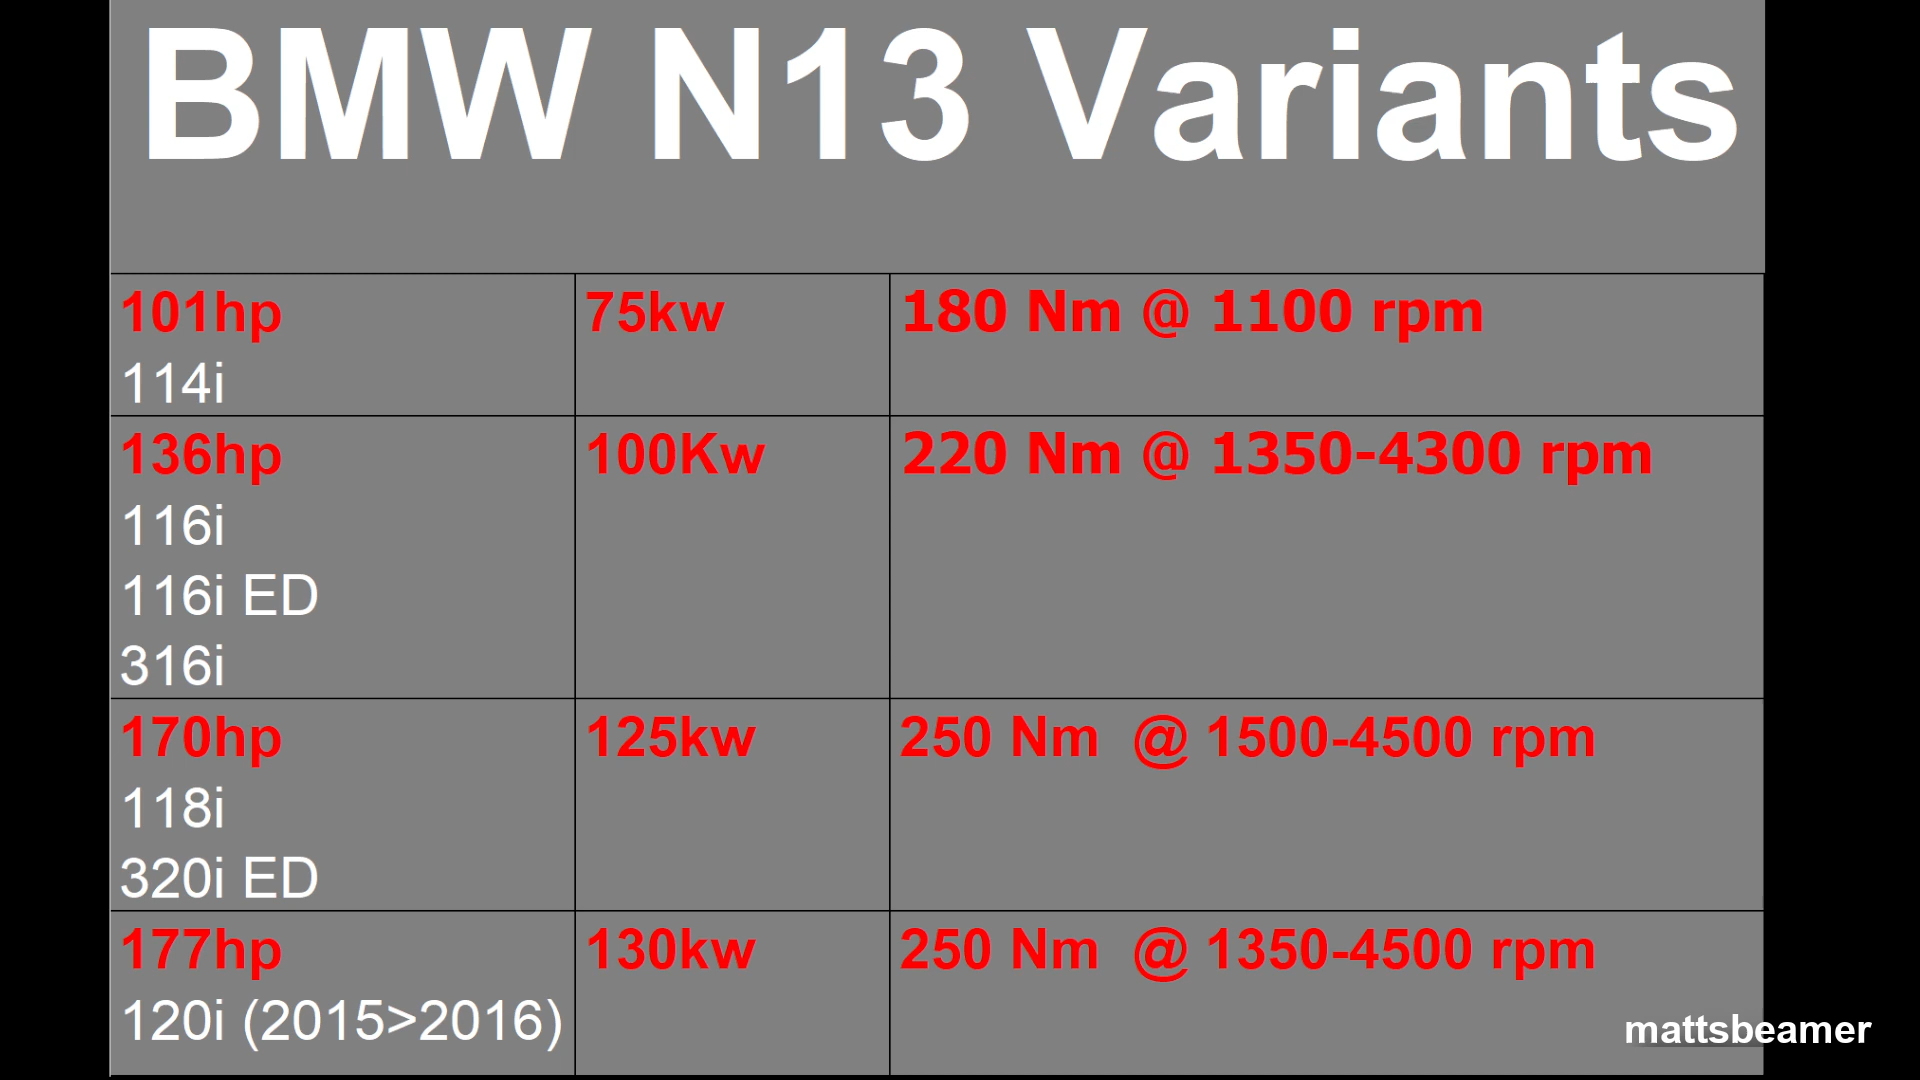 BMW N13 Variants
101hp 75kw 180 Nm @ 1100 rpm
114i
136hp 100Kw 220 Nm @ 1350-4300 rpm
116i
116i ED
316i
170hp 125kw 250 Nm @ 1500-4500 rpm
118i
320i ED
177hp 130kw 250 Nm @ 1350-4500 rpm
120i (2015>2016)
mattsbeamer